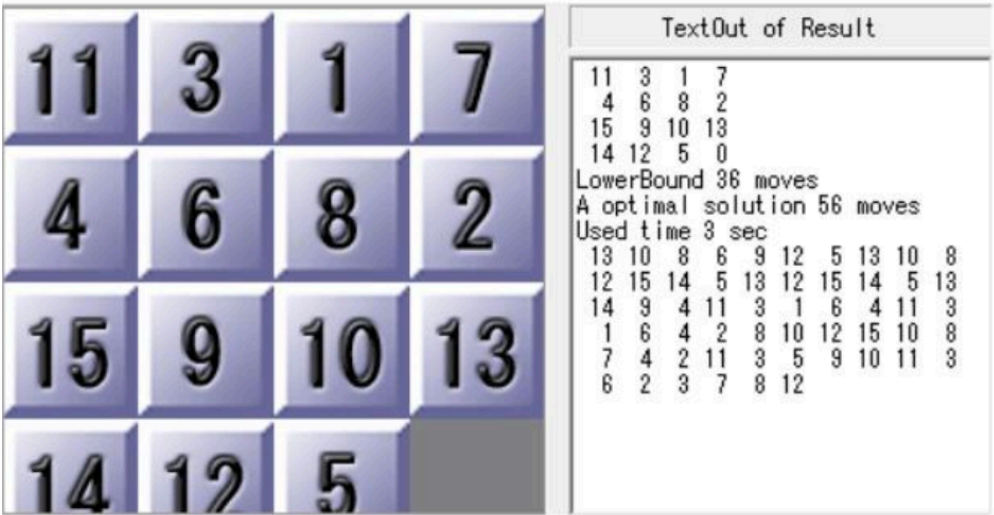 11 3 1 7
4 6 8 2
15 9 10 13
14 12 5
TextOut of Result
11 3 1 7
4 6 8 2
15 9 10 13
14 12 5 0
LowerBound 36 moves
A optimal solution 56 moves
Used time 3 sec
13 10 8 6 9 12 5 13 10 8
12 15 14 5 13 12 15 14 5 13
14 9 4 11 3 1 6 4 11 3
1 6 4 2 8 10 12 15 10 8
7 4 2 11 3 5 9 10 11 3
6 2 3 7 8 12